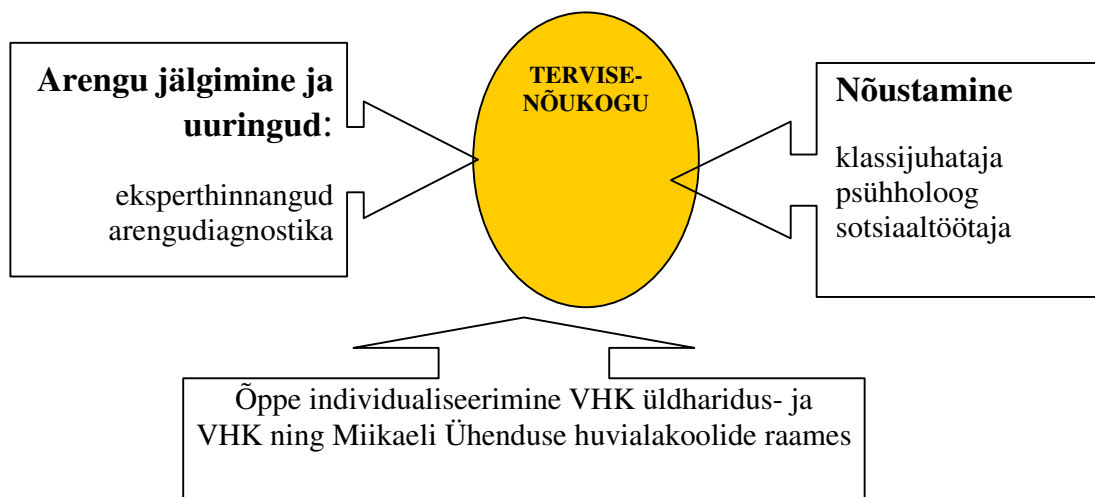 Arengu jälgimine ja
uuringud:
eksperthinnangud
arengudiagnostika
TERVISE-
NÕUKOGU
Nõustamine
klassijuhataja
psühholoog
sotsiaaltöötaja
Õppe individualiseerimine VHK üldharidus- ja
VHK ning Miikaeli Ühenduse huvialakoolide raames